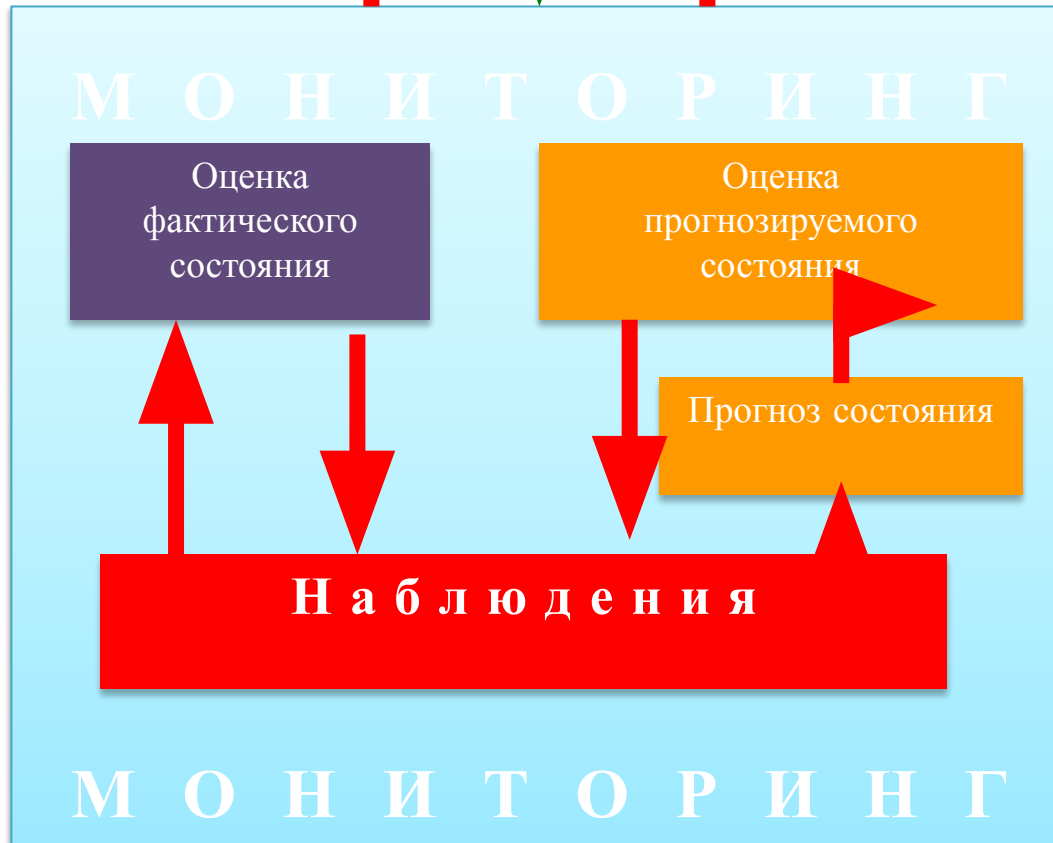 М О Н И Т О Р И Н Г
Оценка
фактического
состояния
Оценка
прогнозируемого
состояния
Прогноз состояния
Н а б л ю д е н и я
М О Н И Т О Р И Н Г